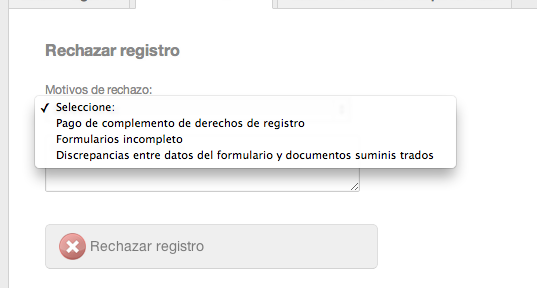 Rechazar registro
Motivos de rechazo:
✓ Seleccione:
Pago de complemento de derechos de registro
Formularios incompleto
Discrepancias entre datos del formulario y documentos suminis trados
Rechazar registro